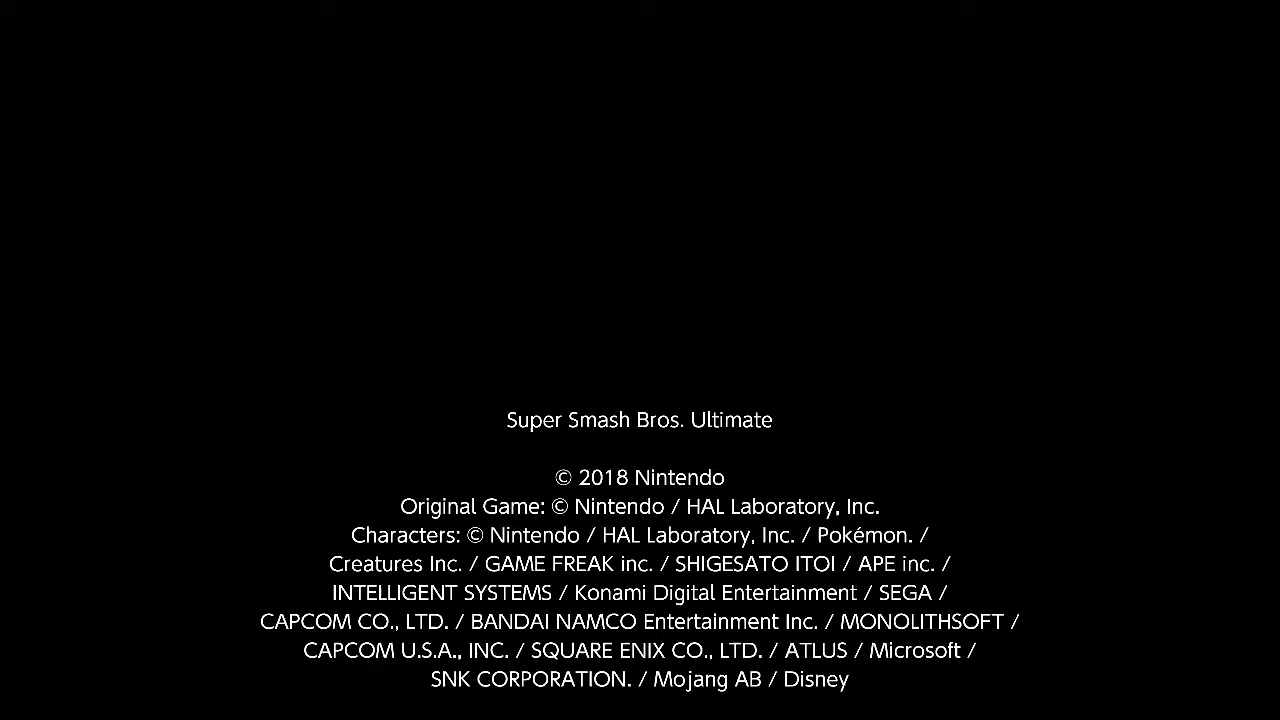 Super Smash Bros. Ultimate
© 2018 Nintendo
Original Game: © Nintendo / HAL Laboratory, Inc.
Characters: © Nintendo / HAL Laboratory, Inc. / Pokémon. /
Creatures Inc. / GAME FREAK inc. / SHIGESATO ITOI / APE inc. /
INTELLIGENT SYSTEMS / Konami Digital Entertainment / SEGA /
CAPCOM CO., LTD. / BANDAI NAMCO Entertainment Inc. / MONOLITHSOFT /
CAPCOM U.S.A., INC. / SQUARE ENIX CO., LTD. / ATLUS / Microsoft /
SNK CORPORATION. / Mojang AB / Disney